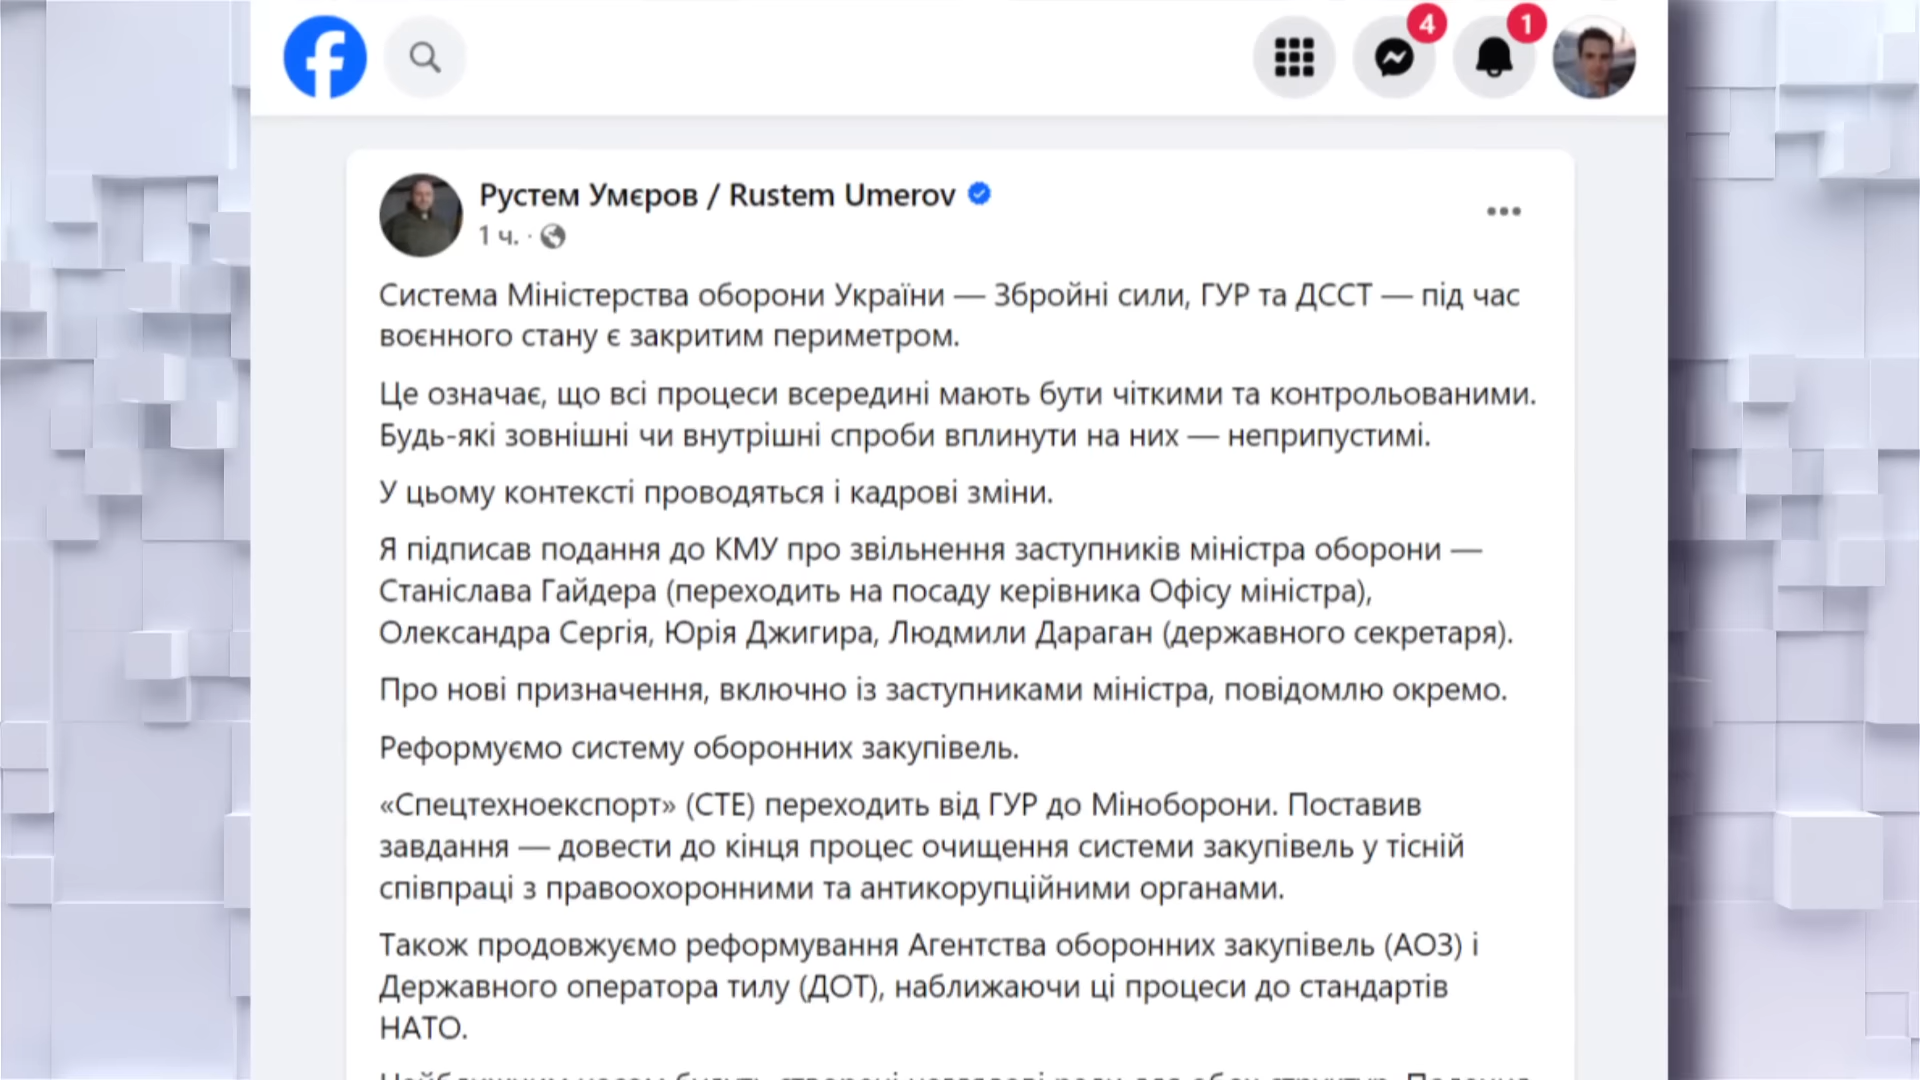 4
1
Рустем Умєров / Rustem Umerov
1 ч. ·
Система Міністерства оборони України — Збройні сили, ГУР та ДССТ — під час
воєнного стану є закритим периметром.
Це означає, що всі процеси всередині мають бути чіткими та контрольованими.
Будь-які зовнішні чи внутрішні спроби вплинути на них — неприпустимі.
У цьому контексті проводяться і кадрові зміни.
Я підписав подання до КМУ про звільнення заступників міністра оборони —
Станіслава Гайдера (переходить на посаду керівника Офісу міністра),
Олександра Сергія, Юрія Джигира, Людмили Дараган (державного секретаря).
Про нові призначення, включно із заступниками міністра, повідомлю окремо.
Реформуємо систему оборонних закупівель.
«Спецтехноекспорт» (СТЕ) переходить від ГУР до Міноборони. Поставив
завдання — довести до кінця процес очищення системи закупівель у тісній
співпраці з правоохоронними та антикорупційними органами.
Також продовжуємо реформування Агентства оборонних закупівель (АОЗ) і
Державного оператора тилу (ДОТ), наближаючи ці процеси до стандартів
НАТО.